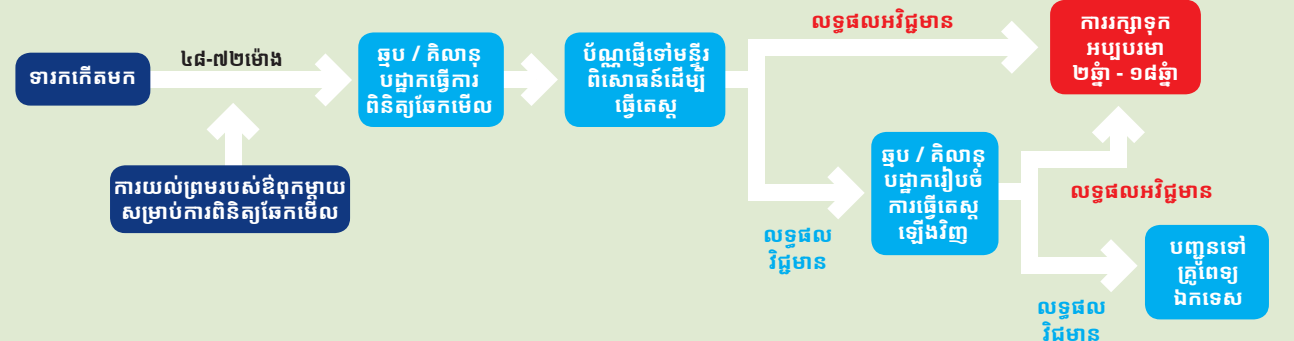 ទារកកើតមក
៤៨-៧២ម៉ោង
ការយល់ព្រមរបស់ឳពុកម្តាយ
សម្រាប់ការពិនិត្យឆែកមើល
ឆ្មប / គិលានុ
បដ្ឋាកធ្វើការ
ពិនិត្យឆែកមើល
ប័ណ្ណផ្ញើទៅមន្ទីរ
ពិសោធន៍ដើម្បី
ធ្វើតេស្ត
លទ្ធផលអវិជ្ជមាន
ការរក្សាទុក
អប្បបរមា
២ឆ្នំា - ១៨ឆ្នំា
លទ្ធផល
វិជ្ជមាន
ឆ្មប / គិលានុ
បដ្ឋាករៀបចំ
ការធ្វើតេស្ត
ឡើងវិញ
លទ្ធផលអវិជ្ជមាន
លទ្ធផល
វិជ្ជមាន
បញ្ជូនទៅ
គ្រូពេទ្យ
ឯកទេស